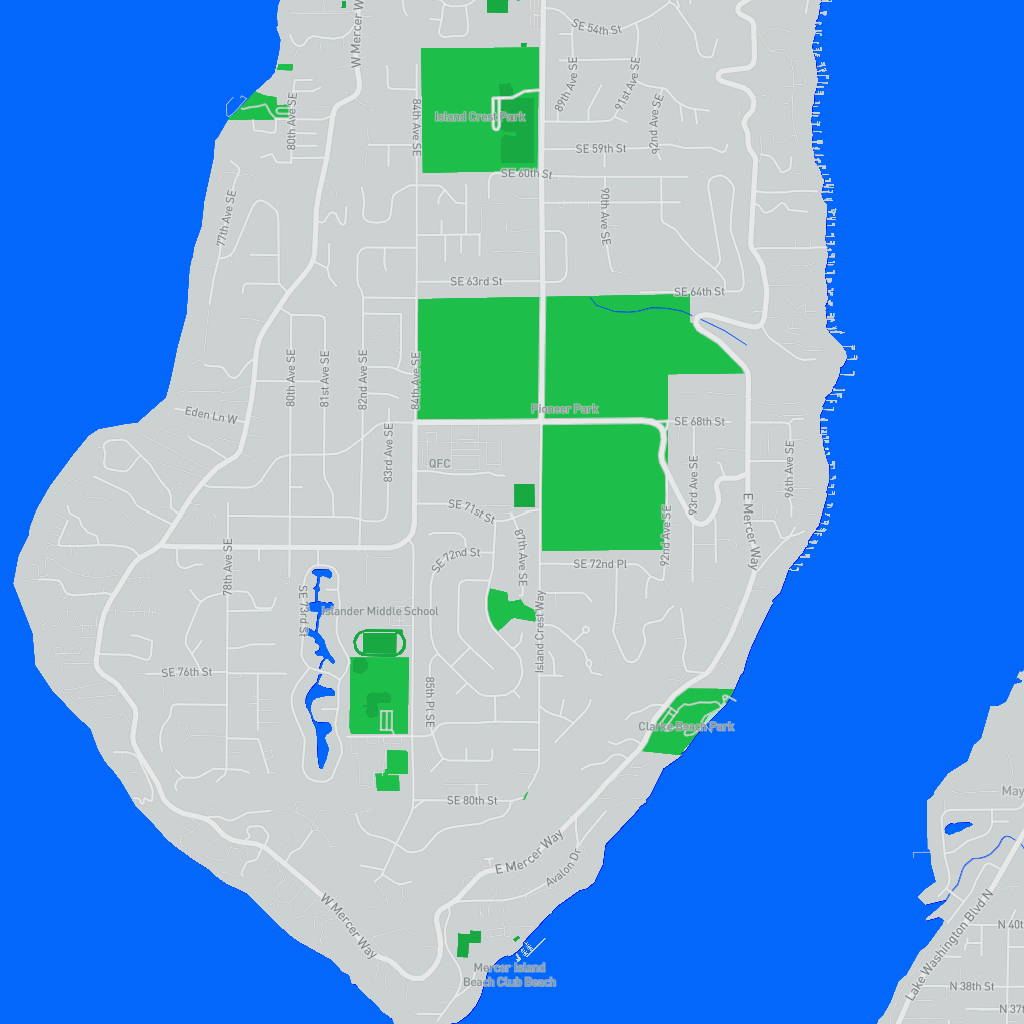 W Mercer W
SE 54th St
89th Ave SE
91st Ave SE
92nd Ave SE
84th Ave SE
80th Ave SE
Island Crest Park
SE 59th St
SE 60th St
77th Ave SE
90th Ave SE
SE 63rd St
SE 64th St
80th Ave SE
81st Ave SE
82nd Ave SE
84th Ave SE
Eden Ln W
Pioneer Park
SE 68th St
83rd Ave SE
QFC
93rd Ave SE
96th Ave SE
E Mercer Way
SE 71st St
87th Ave SE
92nd Ave SE
SE 72nd St
SE 72nd Pl
78th Ave SE
SE 73rd St
Islander Middle School
Island Crest Way
SE 76th St
85th Pl SE
Clarke Beach Park
SE 80th St
May
E Mercer Way
Avalon Dr
W Mercer Way
Lake Washington Blvd N
N 40t
Mercer Island
Beach Club Beach
N 38th St
N 37t